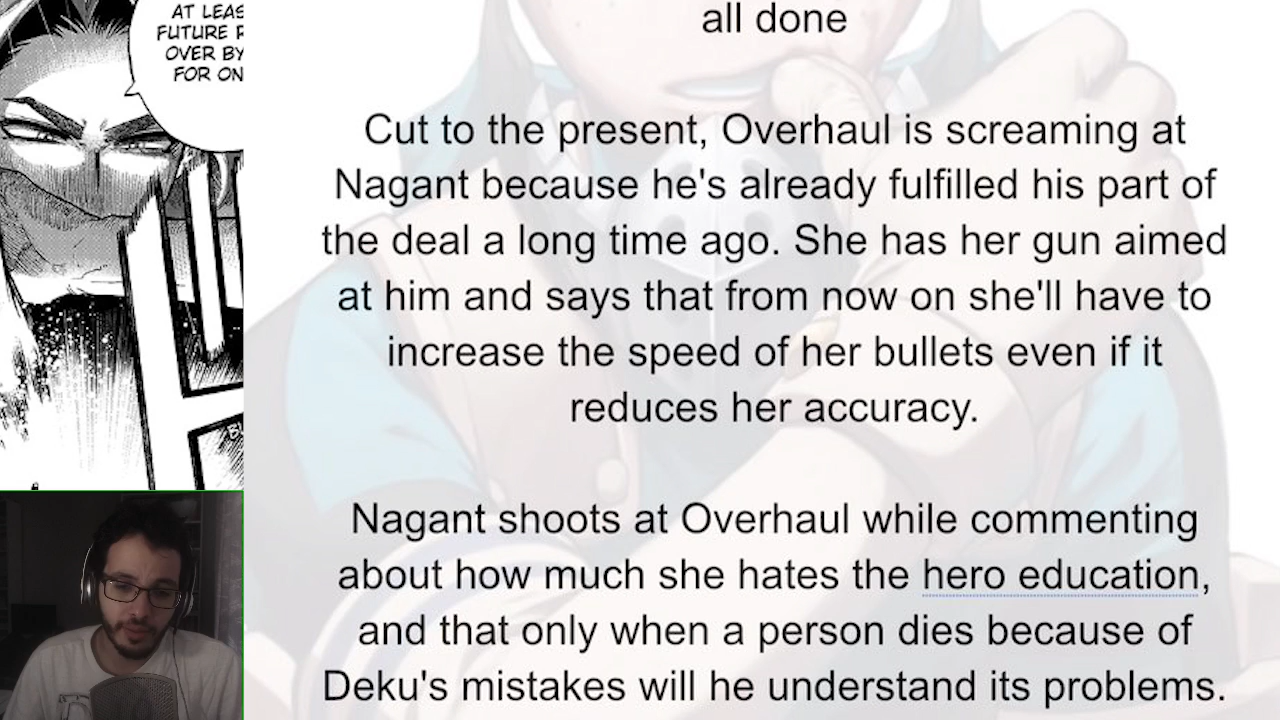 AT LEAS
FUTURE
OVER BY
FOR ON
all done
Cut to the present, Overhaul is screaming at
Nagant because he's already fulfilled his part of
the deal a long time ago. She has her gun aimed
at him and says that from now on she'll have to
increase the speed of her bullets even if it
reduces her accuracy.
Nagant shoots at Overhaul while commenting
about how much she hates the hero education,
and that only when a person dies because of
Deku's mistakes will he understand its problems.